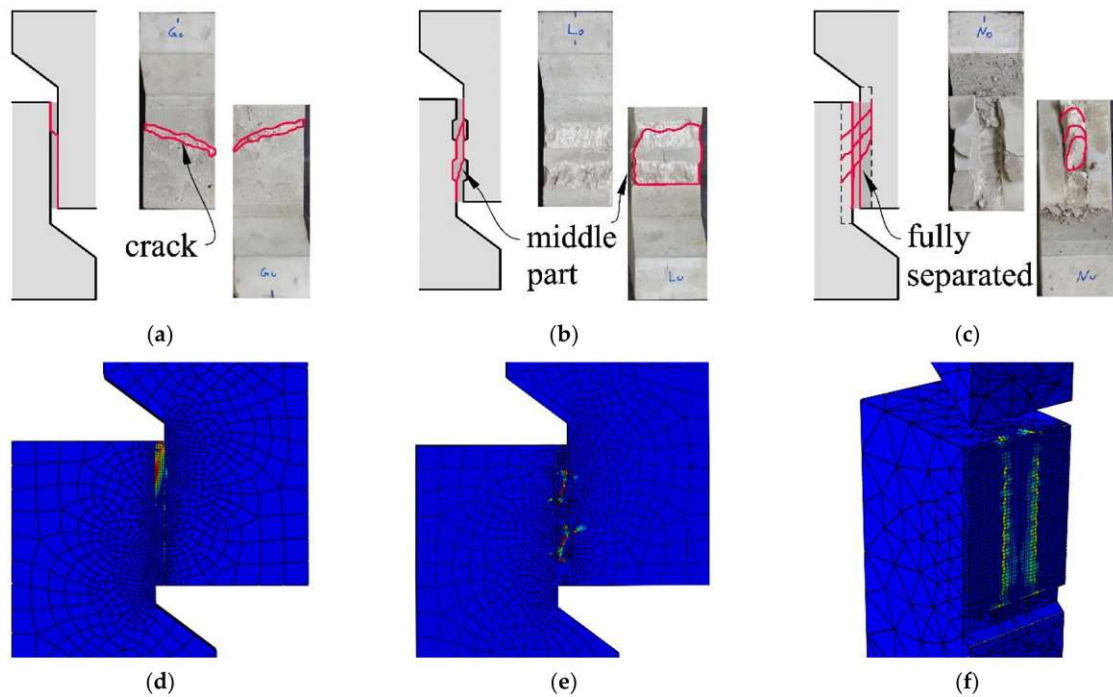 Go
Lo
No
crack
Gu
middle
part
Lu
fully
separated
Nu
(a)
(b)
(c)
(d)
(e)
(f)